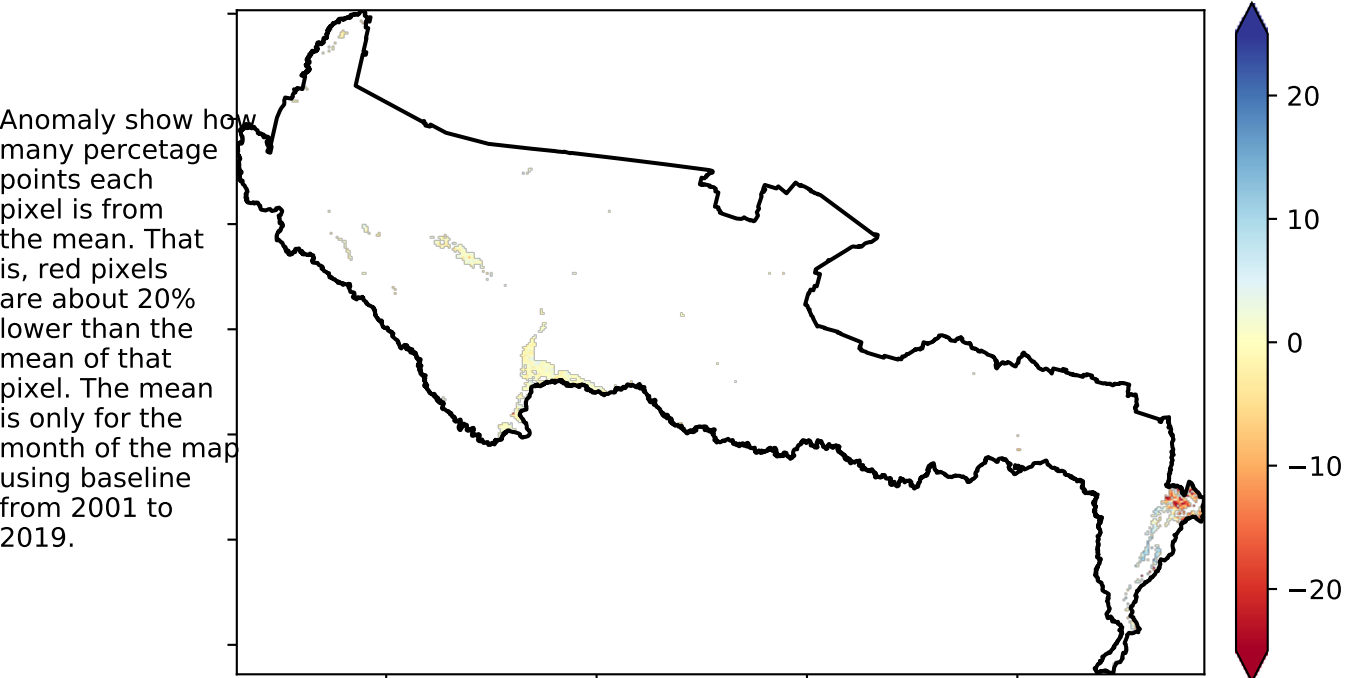 Anomaly show how
many percetage
points each
pixel is from
the mean. That
is, red pixels
are about 20%
lower than the
mean of that
pixel. The mean
is only for the
month of the map
using baseline
from 2001 to
2019.
20
10
0
−10
−20